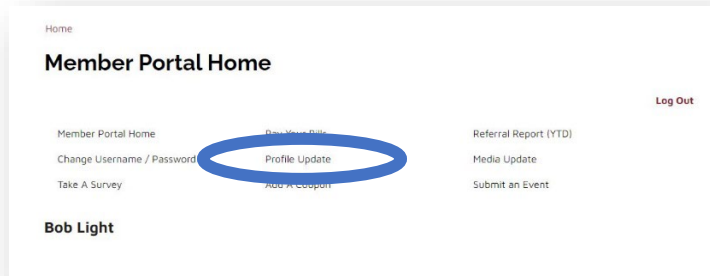 Home
Member Portal Home
Log Out
Member Portal Home Pay Your Bills Referral Report (YTD)
Change Username / Password Profile Update Media Update
Take A Survey Add A Coupon Submit an Event
Bob Light